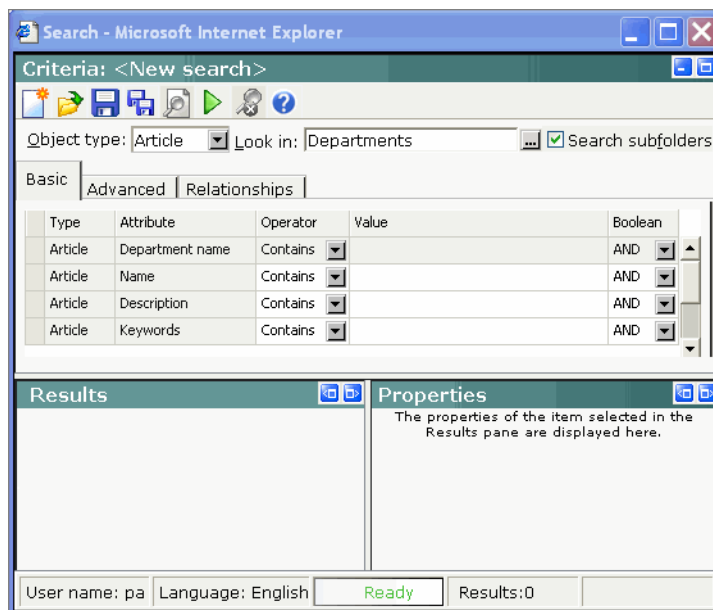 Search - Microsoft Internet Explorer
Criteria: <New search>
Object type: Article Look in: Departments ... Search subfolders
Basic Advanced Relationships
Type Attribute Operator Value Boolean
Article Department name Contains AND
Article Name Contains AND
Article Description Contains AND
Article Keywords Contains AND
Results
Properties
The properties of the item selected in the
Results pane are displayed here.
User name: pa Language: English Ready Results:0